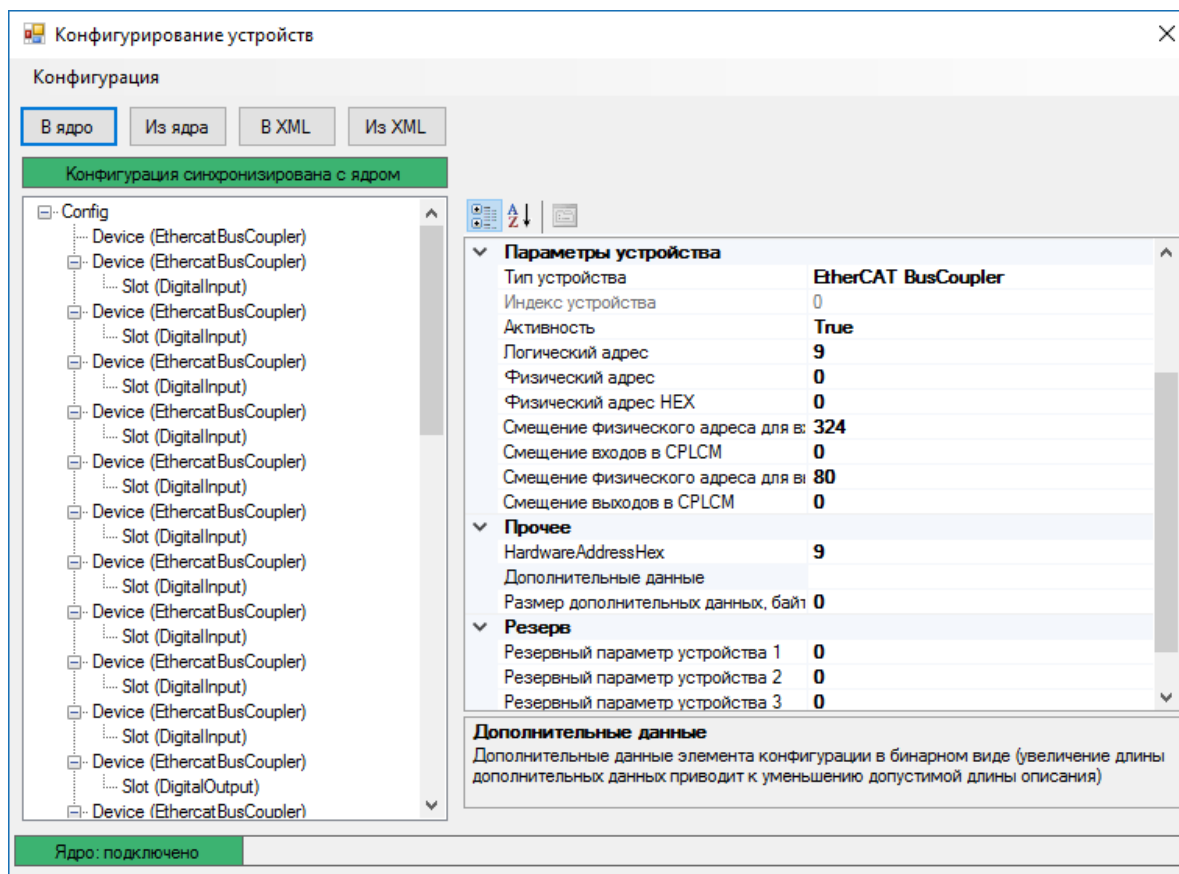 Конфигурирование устройств
Конфигурация
В ядро
Из ядра
В XML
Из XML
Конфигурация синхронизирована с ядром
Config
Device (EthercatBusCoupler)
Device (EthercatBusCoupler)
Slot (DigitalInput)
Device (EthercatBusCoupler)
Slot (DigitalInput)
Device (EthercatBusCoupler)
Slot (DigitalInput)
Device (EthercatBusCoupler)
Slot (DigitalInput)
Device (EthercatBusCoupler)
Slot (DigitalInput)
Device (EthercatBusCoupler)
Slot (DigitalInput)
Device (EthercatBusCoupler)
Slot (DigitalInput)
Device (EthercatBusCoupler)
Slot (DigitalInput)
Device (EthercatBusCoupler)
Slot (DigitalInput)
Device (EthercatBusCoupler)
Slot (DigitalInput)
Device (EthercatBusCoupler)
Slot (DigitalOutput)
Device (EthercatBusCoupler)
Параметры устройства
Тип устройства EtherCAT BusCoupler
Индекс устройства 0
Активность True
Логический адрес 9
Физический адрес 0
Физический адрес HEX 0
Смещение физического адреса для вх 324
Смещение входов в CPLCM 0
Смещение физического адреса для вы 80
Смещение выходов в CPLCM 0
Прочее
HardwareAddressHex 9
Дополнительные данные
Размер дополнительных данных, байт 0
Резерв
Резервный параметр устройства 1 0
Резервный параметр устройства 2 0
Резервный параметр устройства 3 0
Дополнительные данные
Дополнительные данные элемента конфигурации в бинарном виде (увеличение длины
дополнительных данных приводит к уменьшению допустимой длины описания)
Ядро: подключено